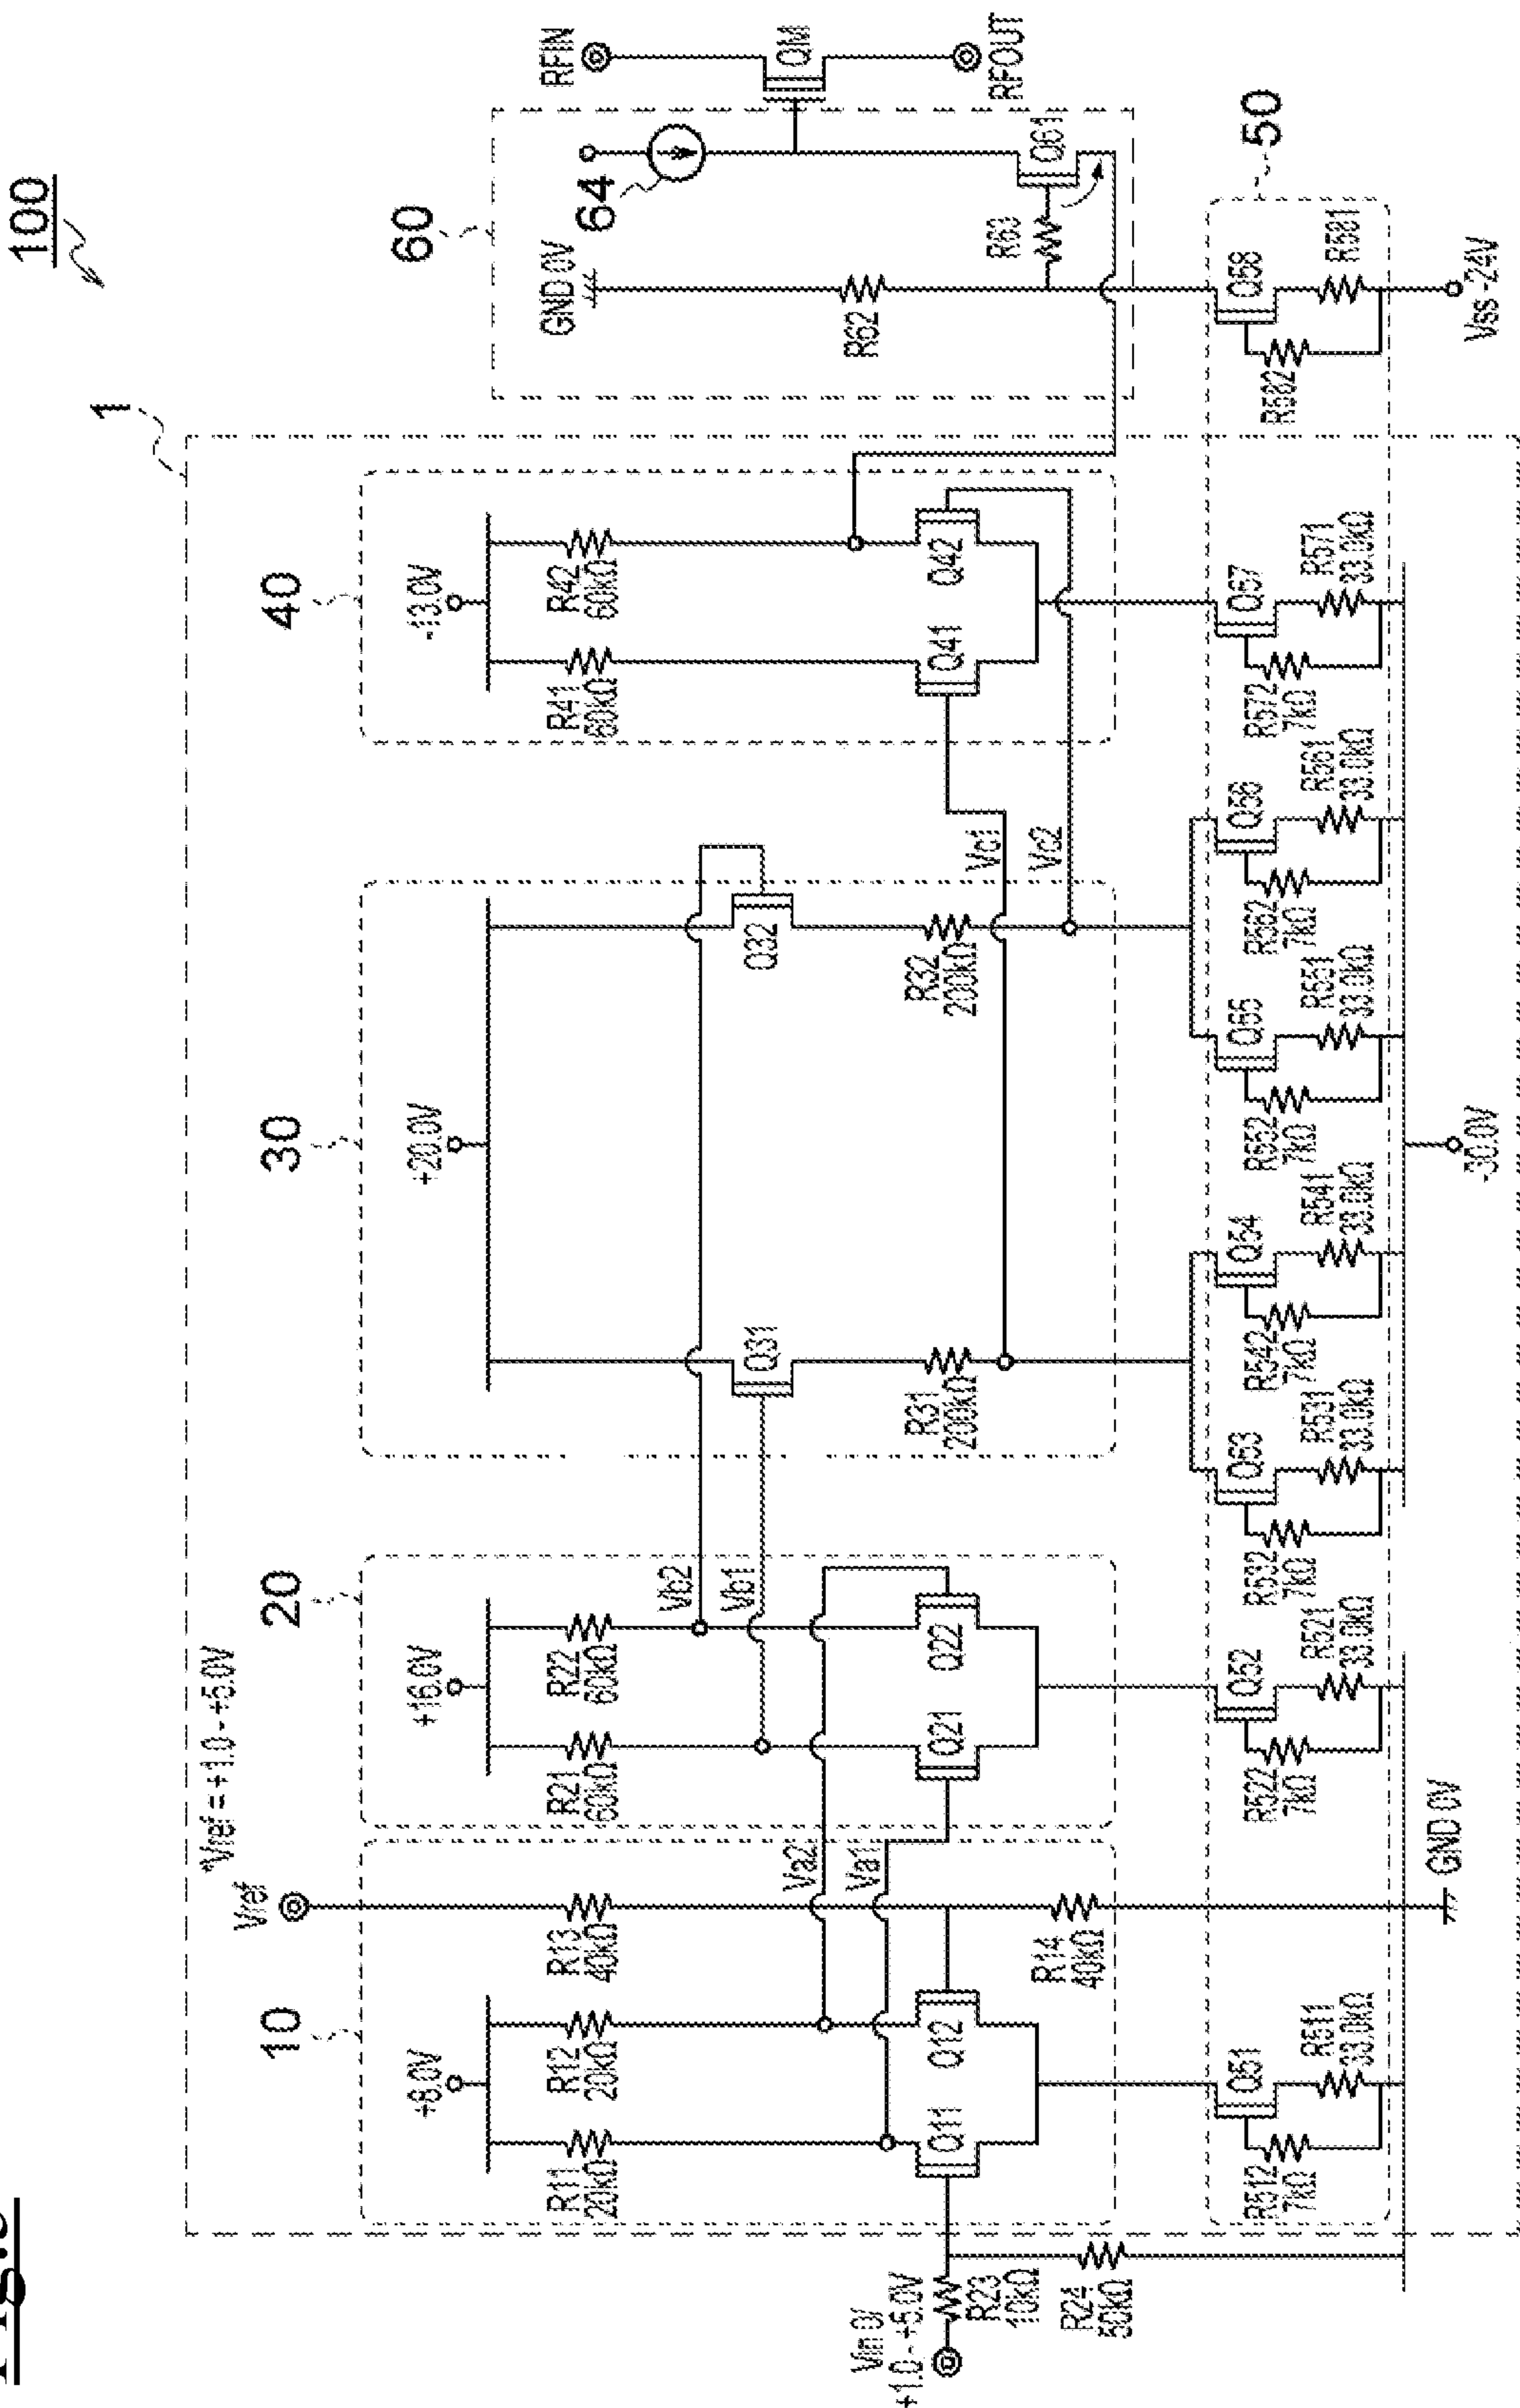 100
1
*Vref = +1.0 - +5.0V
Vref
10
20
30
40
60
64
50
+8.0V
+16.0V
+20.0V
-13.0V
GND 0V
RFIN
QM
RFOUT
R11
20kΩ
R12
20kΩ
R13
40kΩ
R14
40kΩ
R21
60kΩ
R22
60kΩ
Va2
Va1
Vb2
Vb1
Q11
Q12
Q21
Q22
Q31
Q32
R31
200kΩ
R32
200kΩ
Vc1
Vc2
R41
60kΩ
R42
60kΩ
Q41
Q42
R62
R63
Q61
Vin 0/
+1.0 - +5.0V
R23
10kΩ
R24
50kΩ
Q51
R511
33.0kΩ
R512
7kΩ
Q52
R521
33.0kΩ
R522
7kΩ
Q53
R531
33.0kΩ
R532
7kΩ
Q54
R541
33.0kΩ
R542
7kΩ
Q55
R551
33.0kΩ
R552
7kΩ
Q56
R561
33.0kΩ
R562
7kΩ
Q57
R571
33.0kΩ
R572
7kΩ
Q58
R581
R582
GND 0V
-30.0V
Vss -24V